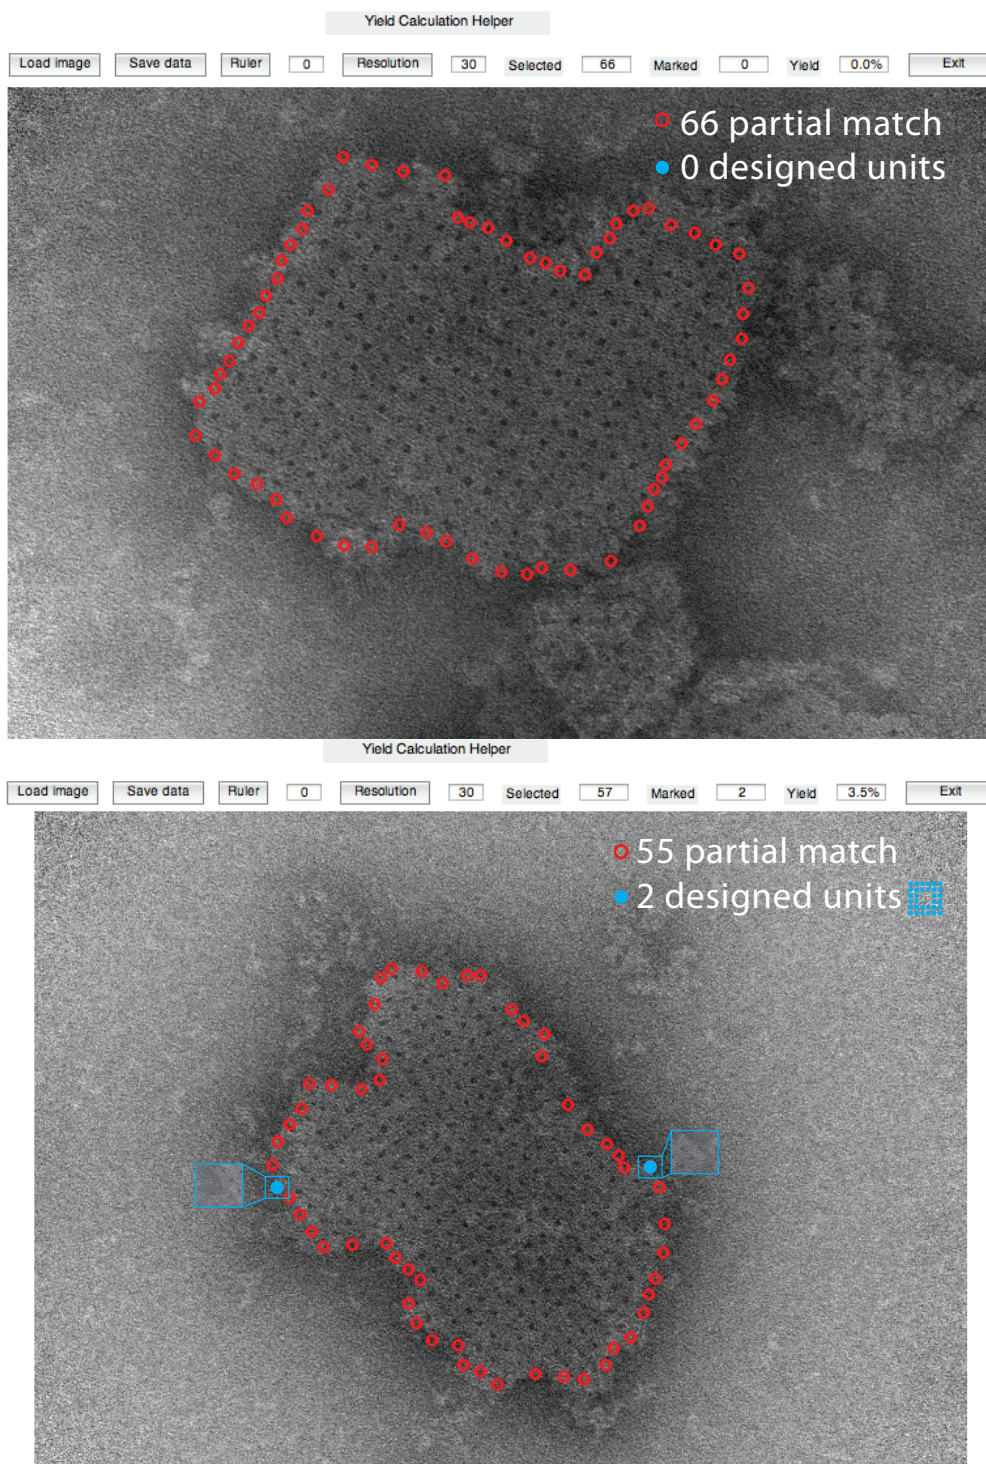 Yield Calculation Helper
Load image Save data Ruler 0 Resolution 30 Selected 66 Marked 0 Yield 0.0% Exit
66 partial match
0 designed units
Yield Calculation Helper
Load image Save data Ruler 0 Resolution 30 Selected 57 Marked 2 Yield 3.5% Exit
55 partial match
2 designed units